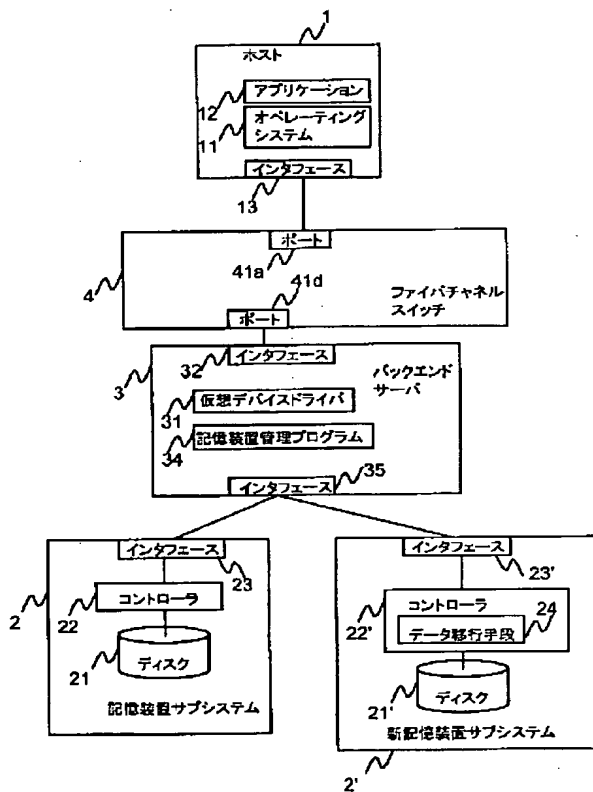 1
ホスト
アプリケーション
12
オペレーティング
システム
11
インタフェース
13
ポート
41a
4
ファイバチャネル
スイッチ
41d
ポート
32
インタフェース
3
バックエンド
サーバ
仮想デバイスドライバ
31
記憶装置管理プログラム
34
35
インタフェース
インタフェース
23
22
コントローラ
2
21
ディスク
記憶装置サブシステム
インタフェース
23'
コントローラ
24
22'
データ移行手段
ディスク
21'
新記憶装置サブシステム
2'